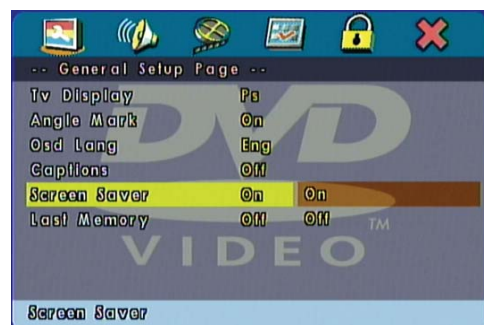 -- General Setup Page --
Tv Display Ps
Angle Mark On
Osd Lang Eng
Captions Off
Screen Saver On On
Last Memory Off Off
DVD
VIDEO TM
Screen Saver